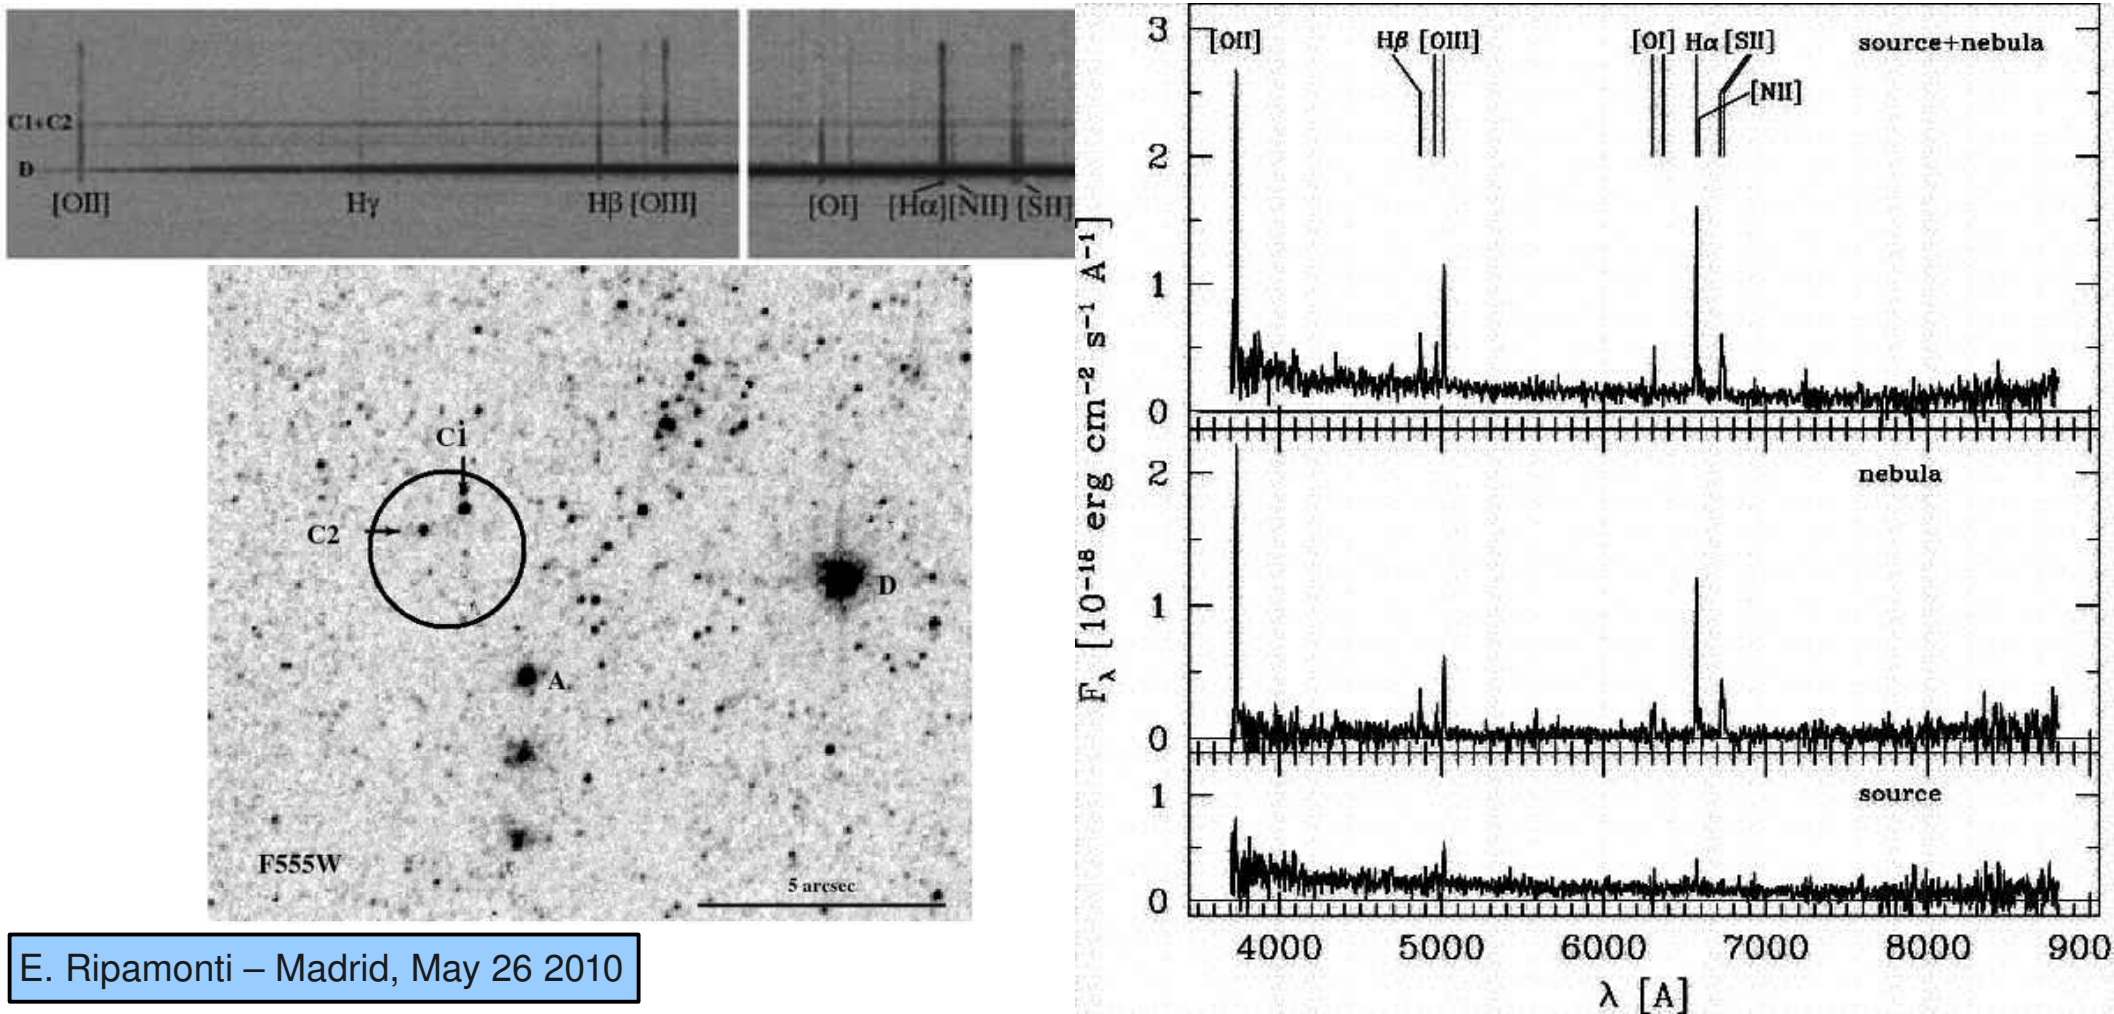 C1+C2
D
[OII] Hγ Hβ [OIII] [OI] [Hα][NII] [SII]
C1
C2
D
A
F555W
5 arcsec
E. Ripamonti – Madrid, May 26 2010
3
[OII] Hβ [OIII] [OI] Hα [SII] source+nebula
[NII]
2
1
0
2 nebula
1
0
1 source
0
F_λ [10⁻¹⁸ erg cm⁻² s⁻¹ A⁻¹]
4000 5000 6000 7000 8000 900
λ [A]